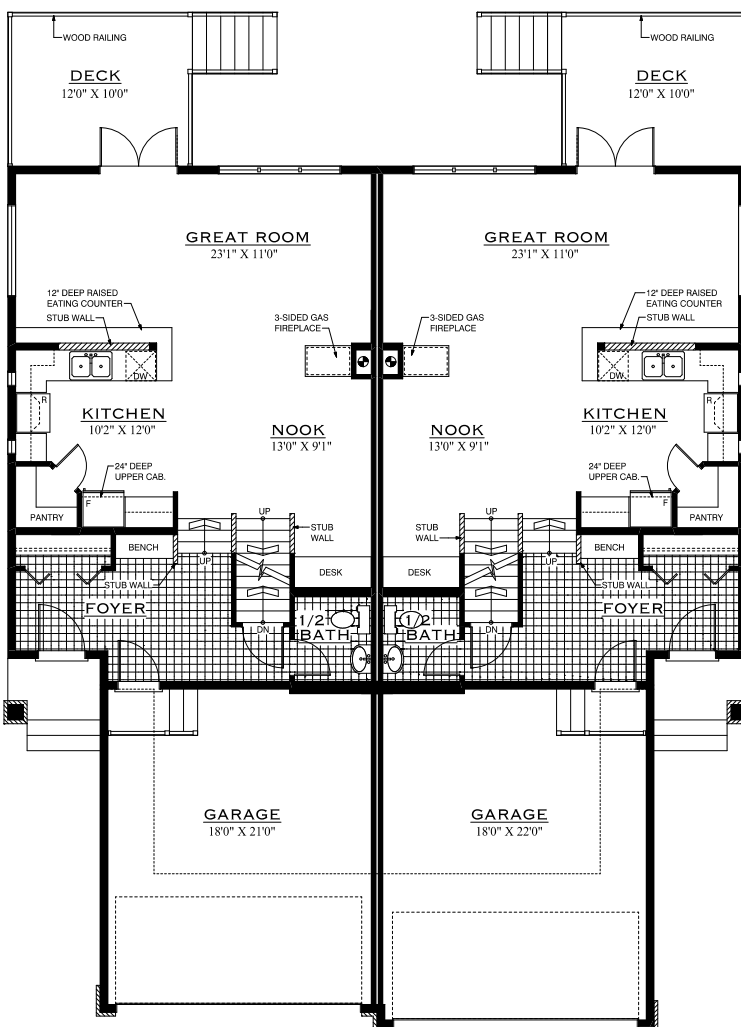 WOOD RAILING
WOOD RAILING
DECK
12'0" X 10'0"
DECK
12'0" X 10'0"
GREAT ROOM
23'1" X 11'0"
GREAT ROOM
23'1" X 11'0"
12" DEEP RAISED
EATING COUNTER
STUB WALL
3-SIDED GAS
FIREPLACE
3-SIDED GAS
FIREPLACE
12" DEEP RAISED
EATING COUNTER
STUB WALL
DW
DW
R
R
KITCHEN
10'2" X 12'0"
NOOK
13'0" X 9'1"
NOOK
13'0" X 9'1"
KITCHEN
10'2" X 12'0"
24" DEEP
UPPER CAB.
24" DEEP
UPPER CAB.
F
F
PANTRY
PANTRY
UP
UP
STUB
WALL
STUB
WALL
BENCH
BENCH
UP
UP
DESK
DESK
STUB WALL
STUB WALL
FOYER
FOYER
1/2
BATH
1/2
BATH
DN
DN
GARAGE
18'0" X 21'0"
GARAGE
18'0" X 22'0"